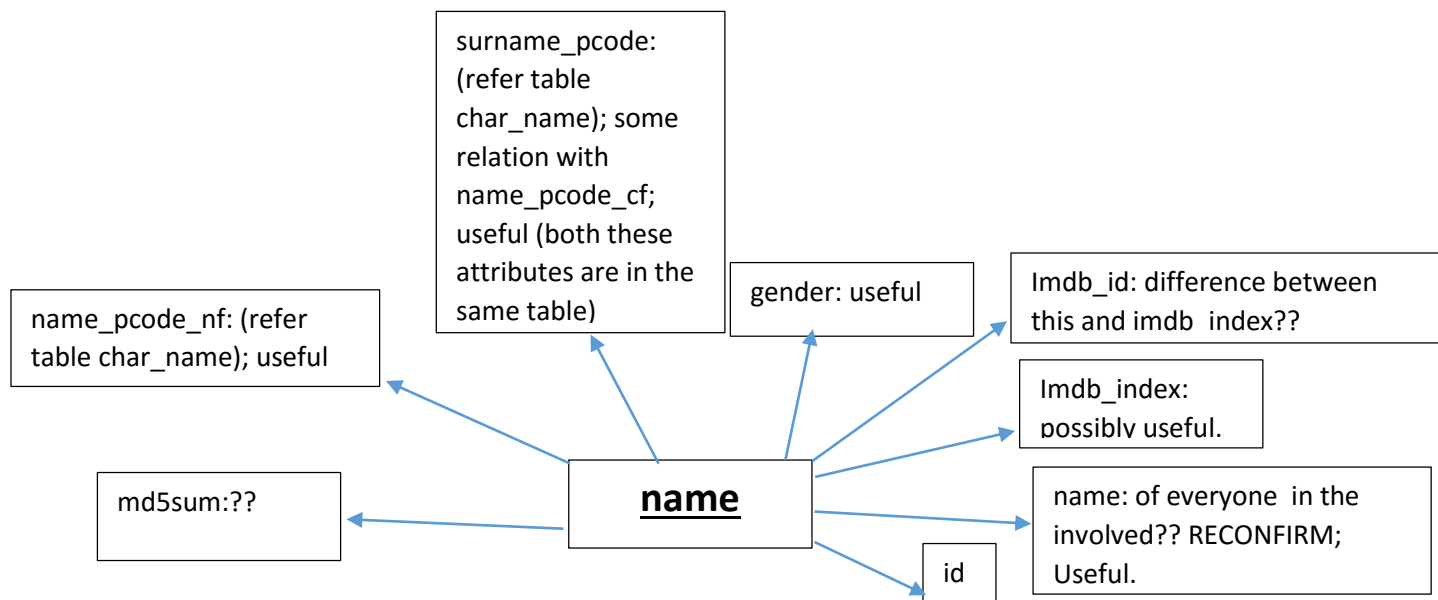 surname_pcode:
(refer table
char_name); some
relation with
name_pcode_cf;
useful (both these
attributes are in the
same table)
gender: useful
Imdb_id: difference between
this and imdb_index??
name_pcode_nf: (refer
table char_name); useful
Imdb_index:
possibly useful.
md5sum:??
name
name: of everyone in the
involved?? RECONFIRM;
Useful.
id